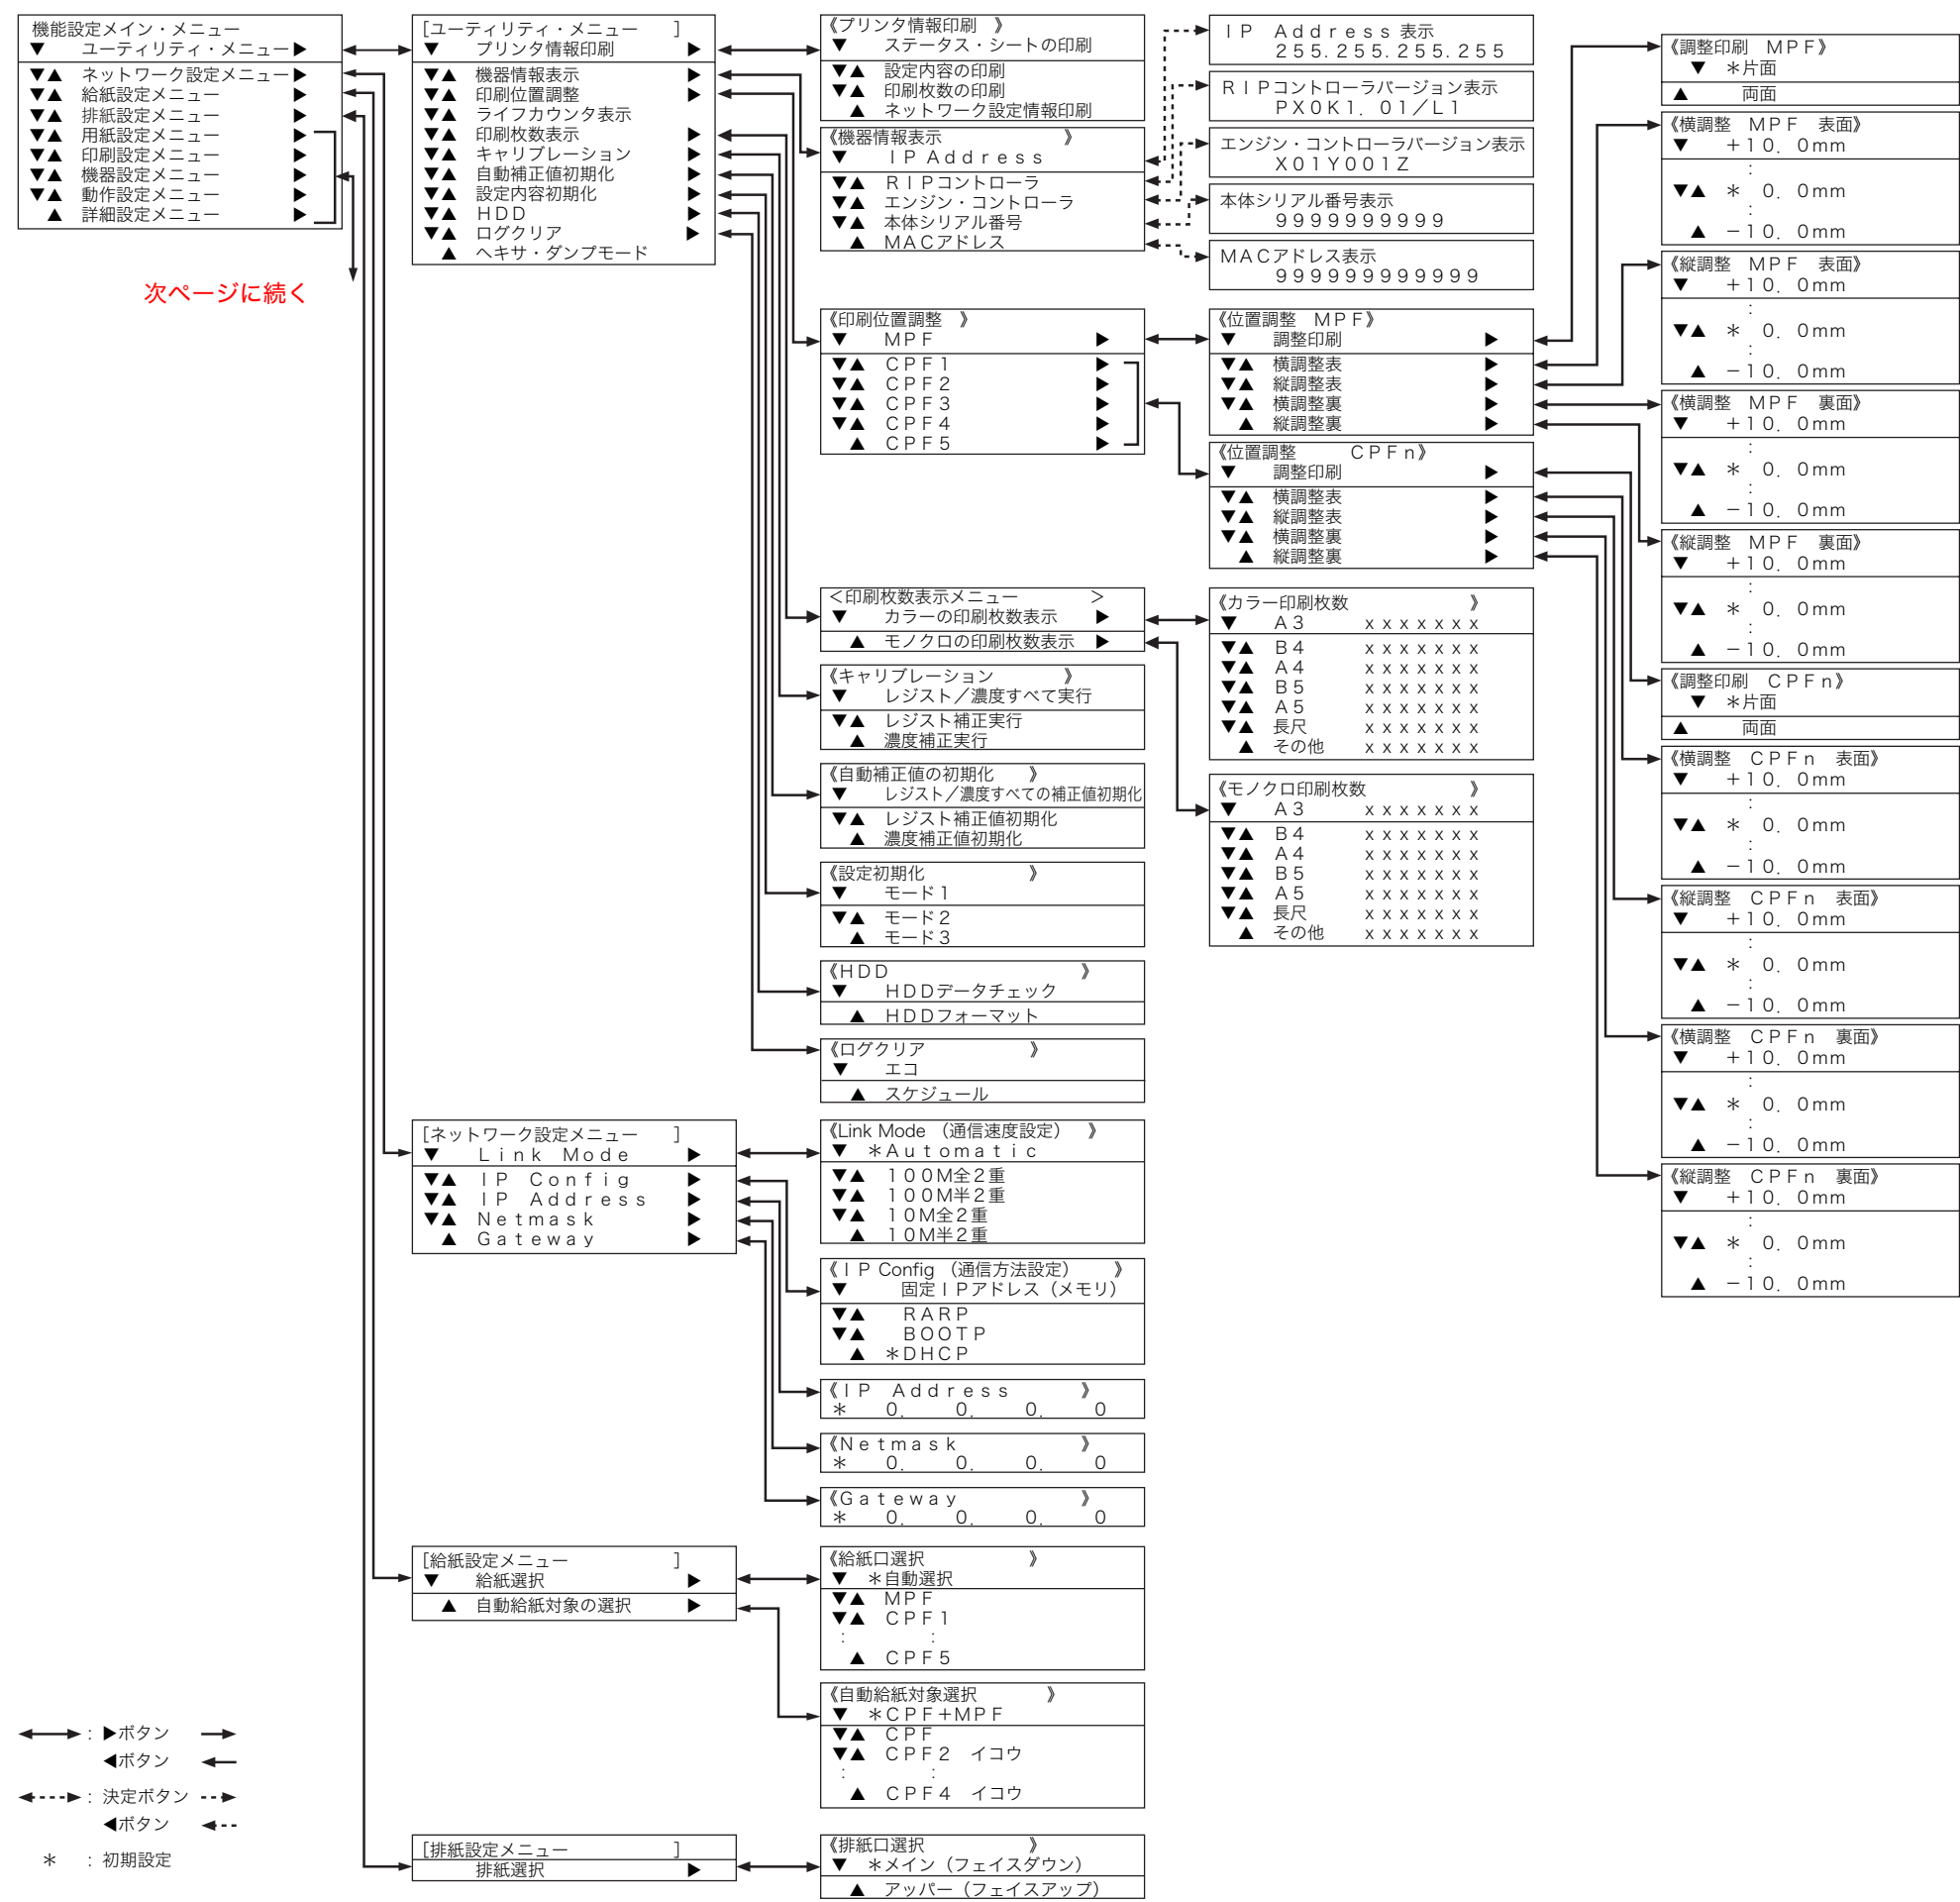 機能設定メイン・メニュー
▼ ユーティリティ・メニュー▶
▼▲ ネットワーク設定メニュー▶
▼▲ 給紙設定メニュー ▶
▼▲ 排紙設定メニュー ▶
▼▲ 用紙設定メニュー ▶
▼▲ 印刷設定メニュー ▶
▼▲ 機器設定メニュー ▶
▼▲ 動作設定メニュー ▶
▲ 詳細設定メニュー ▶
次ページに続く
[ユーティリティ・メニュー ]
▼ プリンタ情報印刷 ▶
▼▲ 機器情報表示 ▶
▼▲ 印刷位置調整 ▶
▼▲ ライフカウンタ表示
▼▲ 印刷枚数表示 ▶
▼▲ キャリブレーション ▶
▼▲ 自動補正値初期化 ▶
▼▲ 設定内容初期化 ▶
▼▲ ＨＤＤ ▶
▼▲ ログクリア ▶
▲ ヘキサ・ダンプモード
《プリンタ情報印刷 》
▼ ステータス・シートの印刷
▼▲ 設定内容の印刷
▼▲ 印刷枚数の印刷
▲ ネットワーク設定情報印刷
《機器情報表示 》
▼ ＩＰＡｄｄｒｅｓｓ
▼▲ ＲＩＰコントローラ
▼▲ エンジン・コントローラ
▼▲ 本体シリアル番号
▲ ＭＡＣアドレス
ＩＰ Ａｄｄｒｅｓｓ表示
２５５．２５５．２５５．２５５
ＲＩＰコントローラバージョン表示
ＰＸ０Ｋ１．０１／Ｌ１
エンジン・コントローラバージョン表示
Ｘ０１Ｙ００１Ｚ
本体シリアル番号表示
９９９９９９９９９９
ＭＡＣアドレス表示
９９９９９９９９９９９９
《印刷位置調整 》
▼ ＭＰＦ ▶
▼▲ ＣＰＦ１ ▶
▼▲ ＣＰＦ２ ▶
▼▲ ＣＰＦ３ ▶
▼▲ ＣＰＦ４ ▶
▲ ＣＰＦ５ ▶
《位置調整 ＭＰＦ》
▼ 調整印刷 ▶
▼▲ 横調整表 ▶
▼▲ 縦調整表 ▶
▼▲ 横調整裏 ▶
▲ 縦調整裏 ▶
《位置調整 ＣＰＦｎ》
▼ 調整印刷 ▶
▼▲ 横調整表 ▶
▼▲ 縦調整表 ▶
▼▲ 横調整裏 ▶
▲ 縦調整裏 ▶
＜印刷枚数表示メニュー ＞
▼ カラーの印刷枚数表示 ▶
▲ モノクロの印刷枚数表示 ▶
《カラー印刷枚数 》
▼ Ａ３ ｘｘｘｘｘｘｘ
▼▲ Ｂ４ ｘｘｘｘｘｘｘ
▼▲ Ａ４ ｘｘｘｘｘｘｘ
▼▲ Ｂ５ ｘｘｘｘｘｘｘ
▼▲ Ａ５ ｘｘｘｘｘｘｘ
▼▲ 長尺 ｘｘｘｘｘｘｘ
▲ その他 ｘｘｘｘｘｘｘ
《モノクロ印刷枚数 》
▼ Ａ３ ｘｘｘｘｘｘｘ
▼▲ Ｂ４ ｘｘｘｘｘｘｘ
▼▲ Ａ４ ｘｘｘｘｘｘｘ
▼▲ Ｂ５ ｘｘｘｘｘｘｘ
▼▲ Ａ５ ｘｘｘｘｘｘｘ
▼▲ 長尺 ｘｘｘｘｘｘｘ
▲ その他 ｘｘｘｘｘｘｘ
《キャリブレーション 》
▼ レジスト／濃度すべて実行
▼▲ レジスト補正実行
▲ 濃度補正実行
《自動補正値の初期化 》
▼ レジスト／濃度すべての補正値初期化
▼▲ レジスト補正値初期化
▲ 濃度補正値初期化
《設定初期化 》
▼ モード１
▼▲ モード２
▲ モード３
《ＨＤＤ 》
▼ ＨＤＤデータチェック
▲ ＨＤＤフォーマット
《ログクリア 》
▼ エコ
▲ スケジュール
《調整印刷 ＭＰＦ》
▼ ＊片面
▲ 両面
《横調整 ＭＰＦ 表面》
▼ ＋１０．０ｍｍ
：
▼▲ ＊ ０．０ｍｍ
：
▲ －１０．０ｍｍ
《縦調整 ＭＰＦ 表面》
▼ ＋１０．０ｍｍ
：
▼▲ ＊ ０．０ｍｍ
：
▲ －１０．０ｍｍ
《横調整 ＭＰＦ 裏面》
▼ ＋１０．０ｍｍ
：
▼▲ ＊ ０．０ｍｍ
：
▲ －１０．０ｍｍ
《縦調整 ＭＰＦ 裏面》
▼ ＋１０．０ｍｍ
：
▼▲ ＊ ０．０ｍｍ
：
▲ －１０．０ｍｍ
《調整印刷 ＣＰＦｎ》
▼ ＊片面
▲ 両面
《横調整 ＣＰＦｎ 表面》
▼ ＋１０．０ｍｍ
：
▼▲ ＊ ０．０ｍｍ
：
▲ －１０．０ｍｍ
《縦調整 ＣＰＦｎ 表面》
▼ ＋１０．０ｍｍ
：
▼▲ ＊ ０．０ｍｍ
：
▲ －１０．０ｍｍ
《横調整 ＣＰＦｎ 裏面》
▼ ＋１０．０ｍｍ
：
▼▲ ＊ ０．０ｍｍ
：
▲ －１０．０ｍｍ
《縦調整 ＣＰＦｎ 裏面》
▼ ＋１０．０ｍｍ
：
▼▲ ＊ ０．０ｍｍ
：
▲ －１０．０ｍｍ
[ネットワーク設定メニュー ]
▼ Ｌｉｎｋ Ｍｏｄｅ ▶
▼▲ ＩＰ Ｃｏｎｆｉｇ ▶
▼▲ ＩＰ Ａｄｄｒｅｓｓ ▶
▼▲ Ｎｅｔｍａｓｋ ▶
▲ Ｇａｔｅｗａｙ ▶
《Link Mode （通信速度設定） 》
▼ ＊Ａｕｔｏｍａｔｉｃ
▼▲ １００Ｍ全２重
▼▲ １００Ｍ半２重
▼▲ １０Ｍ全２重
▲ １０Ｍ半２重
《ＩＰ Config （通信方法設定） 》
▼ 固定ＩＰアドレス（メモリ）
▼▲ ＲＡＲＰ
▼▲ ＢＯＯＴＰ
▲ ＊ＤＨＣＰ
《ＩＰ Ａｄｄｒｅｓｓ 》
＊ ０． ０． ０． ０
《Ｎｅｔｍａｓｋ 》
＊ ０． ０． ０． ０
《Ｇａｔｅｗａｙ 》
＊ ０． ０． ０． ０
[給紙設定メニュー ]
▼ 給紙選択 ▶
▲ 自動給紙対象の選択 ▶
《給紙口選択 》
▼ ＊自動選択
▼▲ ＭＰＦ
▼▲ ＣＰＦ１
： ：
▲ ＣＰＦ５
《自動給紙対象選択 》
▼ ＊ＣＰＦ＋ＭＰＦ
▼▲ ＣＰＦ
▼▲ ＣＰＦ２ イコウ
： ：
▲ ＣＰＦ４ イコウ
[排紙設定メニュー ]
排紙選択 ▶
《排紙口選択 》
▼ ＊メイン（フェイスダウン）
▲ アッパー（フェイスアップ）
：▶ボタン
◀ボタン
：決定ボタン
◀ボタン
＊ ：初期設定